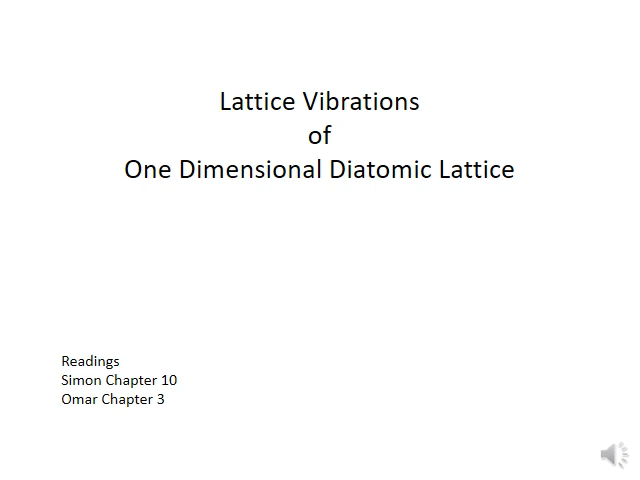 Lattice Vibrations
of
One Dimensional Diatomic Lattice
Readings
Simon Chapter 10
Omar Chapter 3